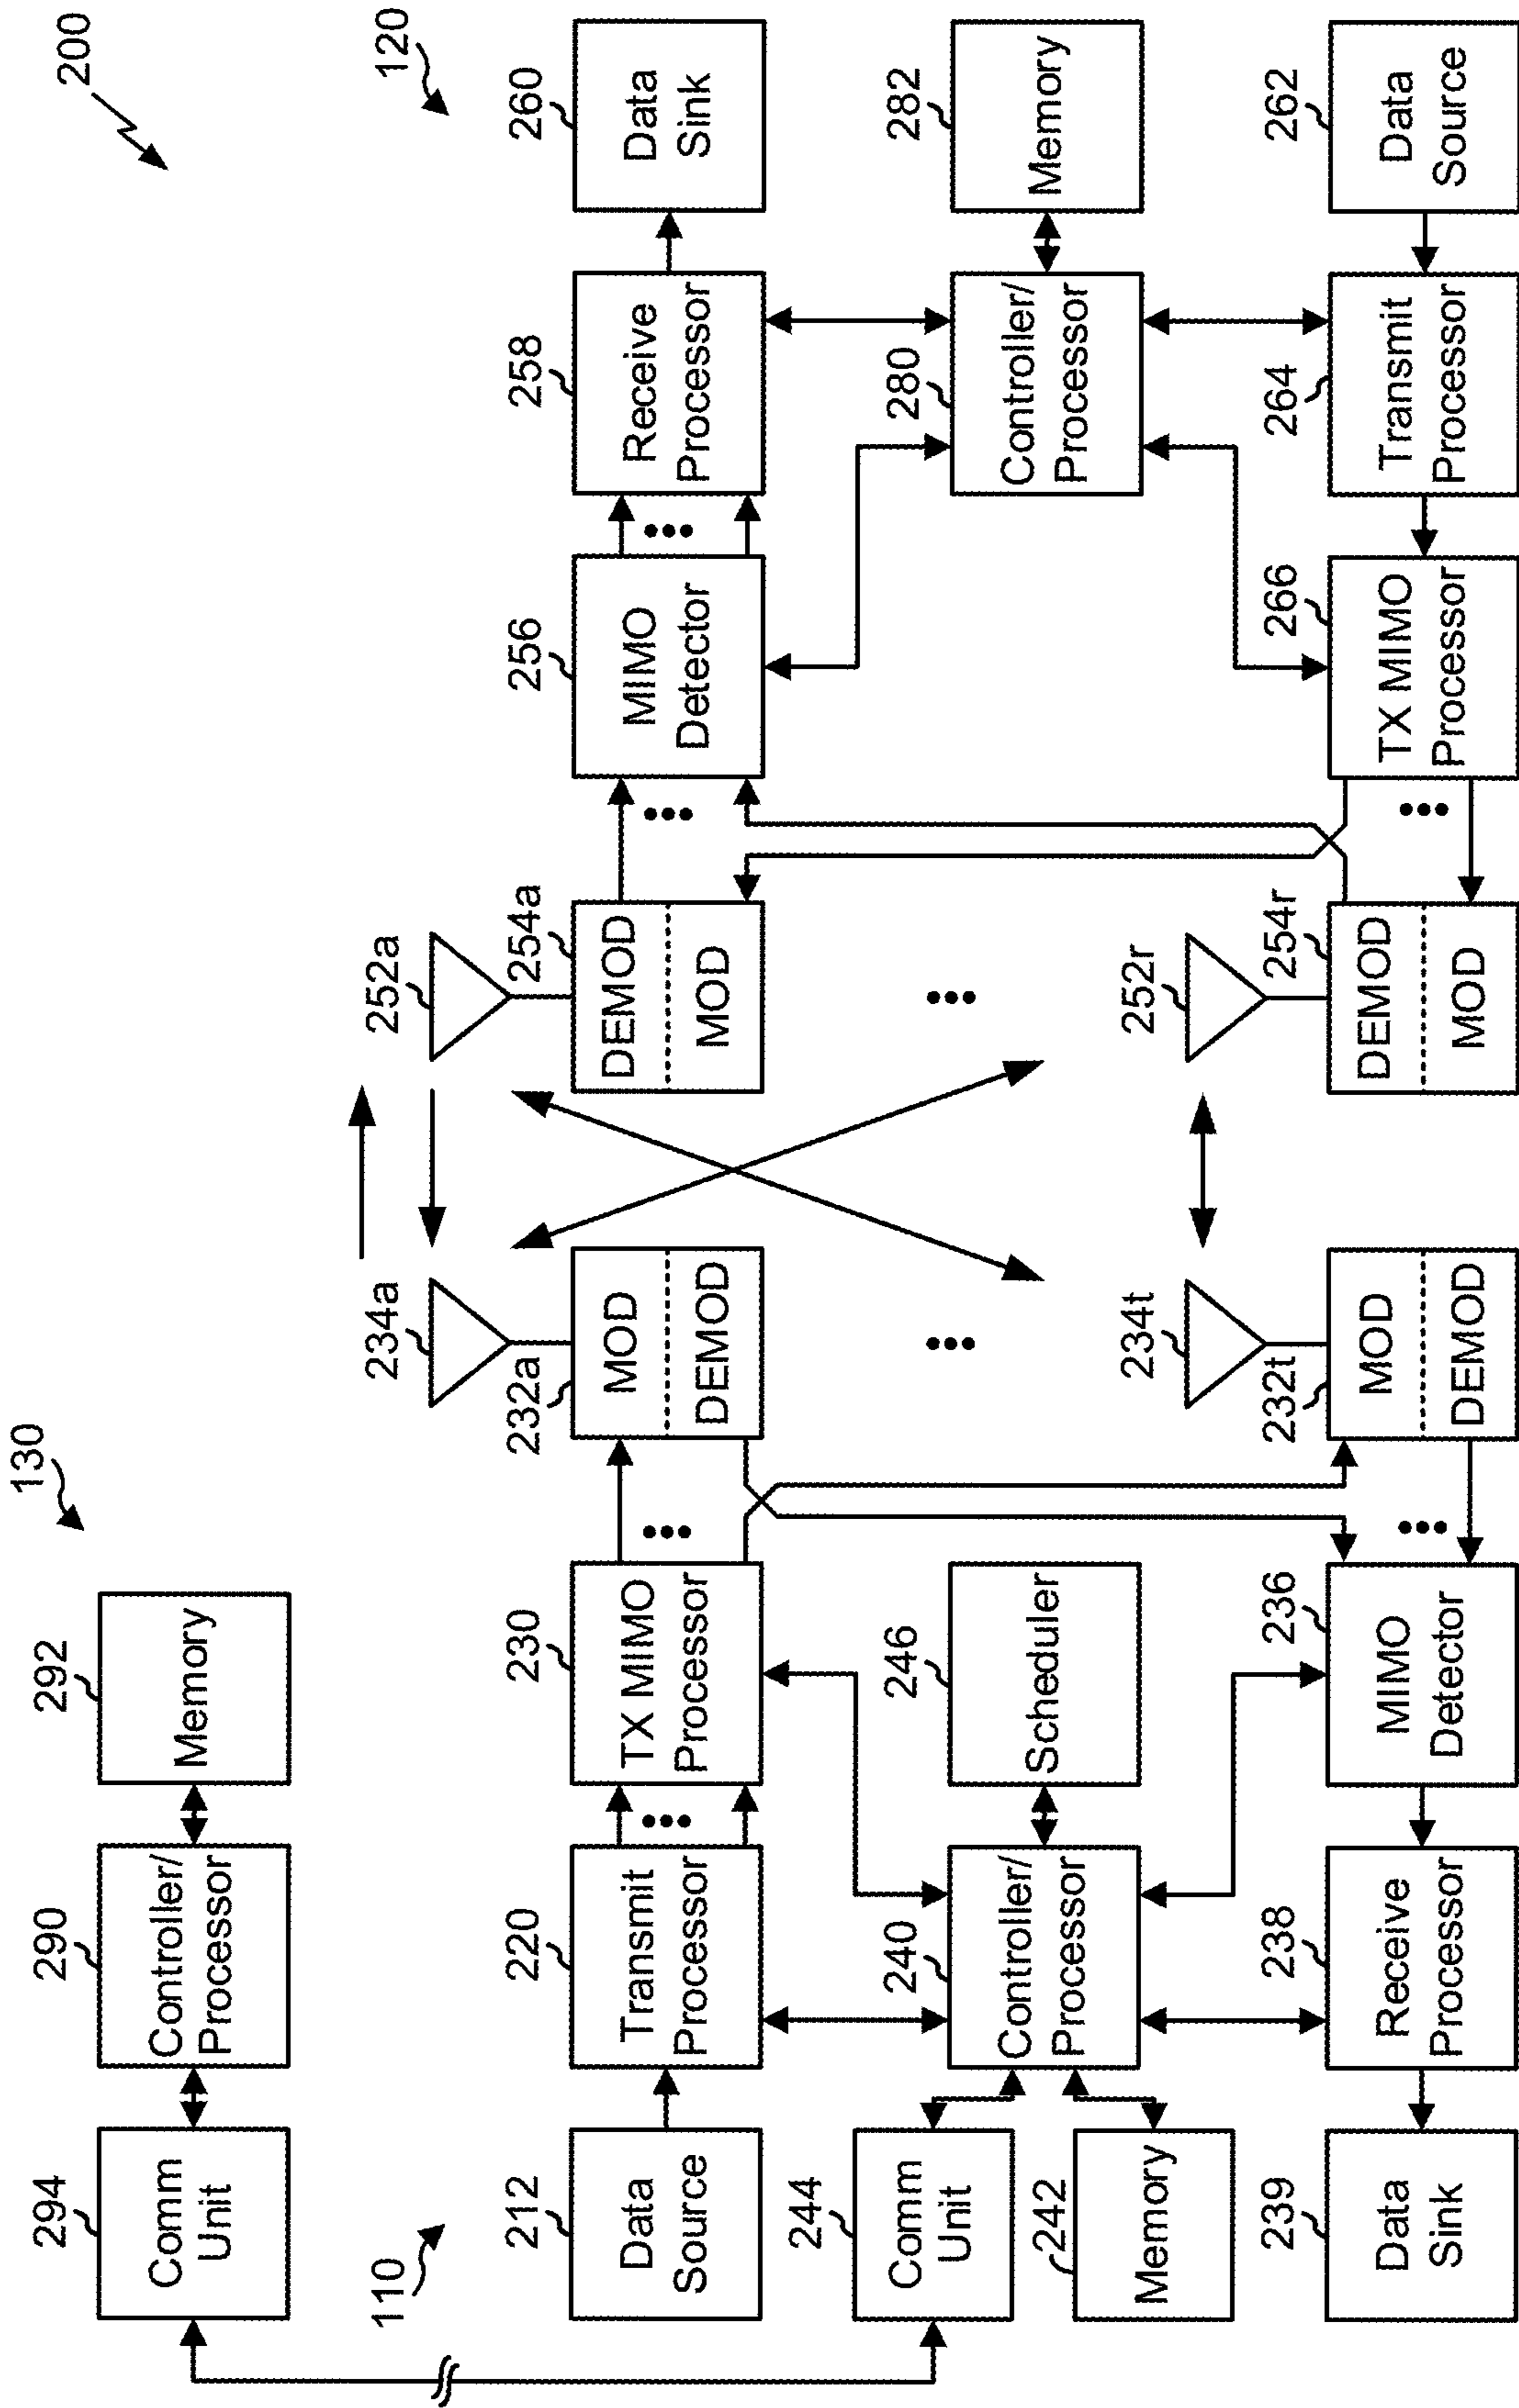 200
130
294
Comm
Unit
290
Controller/
Processor
292
Memory
110
120
212
Data
Source
220
Transmit
Processor
230
TX MIMO
Processor
•••
•••
234a
232a
MOD
DEMOD
252a
254a
DEMOD
MOD
256
MIMO
Detector
258
Receive
Processor
•••
•••
260
Data
Sink
244
Comm
Unit
242
Memory
240
Controller/
Processor
246
Scheduler
•••
•••
280
Controller/
Processor
282
Memory
239
Data
Sink
238
Receive
Processor
236
MIMO
Detector
•••
234t
232t
MOD
DEMOD
252r
254r
DEMOD
MOD
•••
266
TX MIMO
Processor
264
Transmit
Processor
262
Data
Source